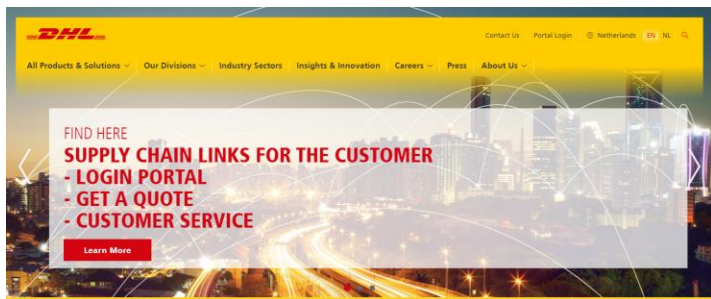 DHL
Contact Us Portal Login Netherlands EN NL
All Products & Solutions Our Divisions Industry Sectors Insights & Innovation Careers Press About Us
FIND HERE
SUPPLY CHAIN LINKS FOR THE CUSTOMER
- LOGIN PORTAL
- GET A QUOTE
- CUSTOMER SERVICE
Learn More